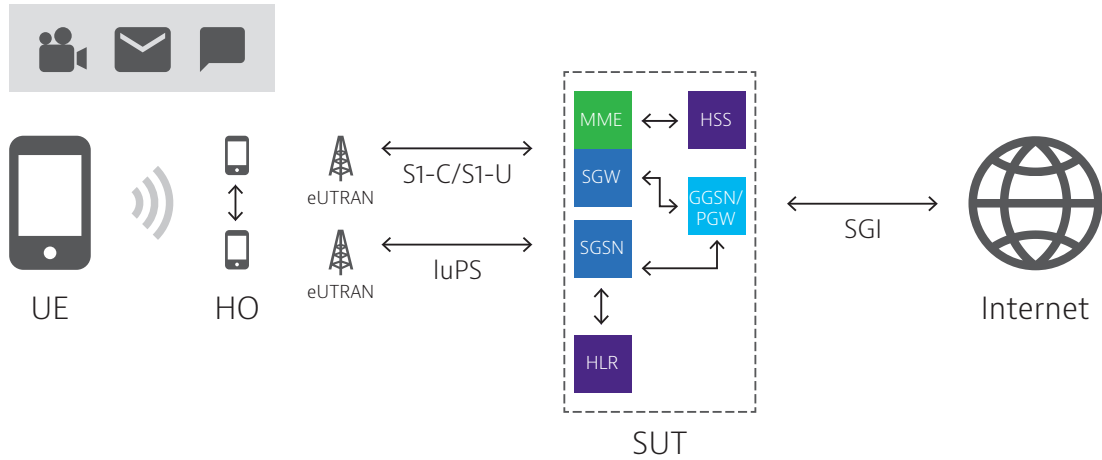 MME
HSS
S1-C/S1-U
SGW
eUTRAN
GGSN/
PGW
SGI
SGSN
IuPS
eUTRAN
UE
HO
Internet
HLR
SUT